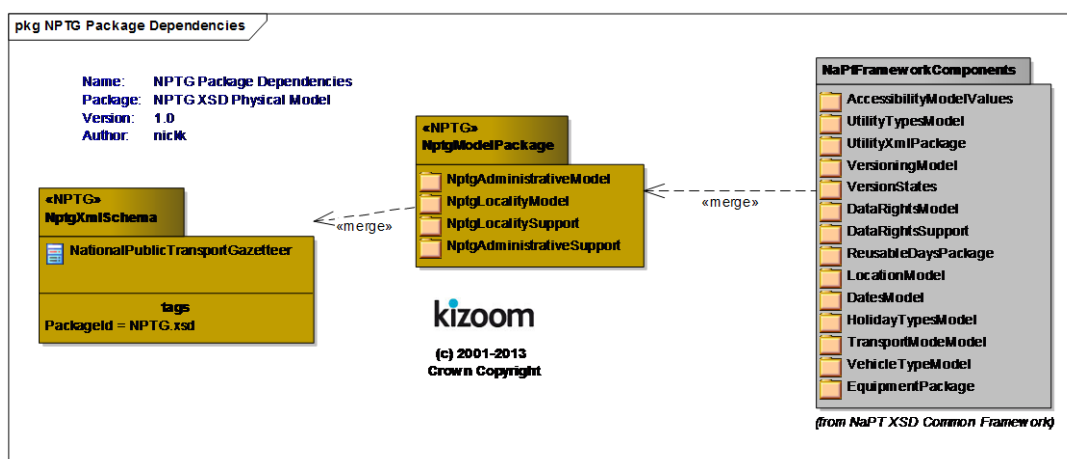 pkg NPTG Package Dependencies
Name: NPTG Package Dependencies
Package: NPTG XSD Physical Model
Version: 1.0
Author: nickk
«NPTG»
NptgXmlSchema
NationalPublicTransportGazetteer
tags
PackageId = NPTG.xsd
«merge»
«NPTG»
NptgModelPackage
NptgAdministrativeModel
NptgLocalityModel
NptgLocalitySupport
NptgAdministrativeSupport
kizoom
(c) 2001-2013
Crown Copyright
«merge»
NaPtFrameworkComponents
AccessibilityModelValues
UtilityTypesModel
UtilityXmlPackage
VersioningModel
VersionStates
DataRightsModel
DataRightsSupport
ReusableDaysPackage
LocationModel
DatesModel
HolidayTypesModel
TransportModeModel
VehicleTypeModel
EquipmentPackage
(from NaPT XSD Common Framework)